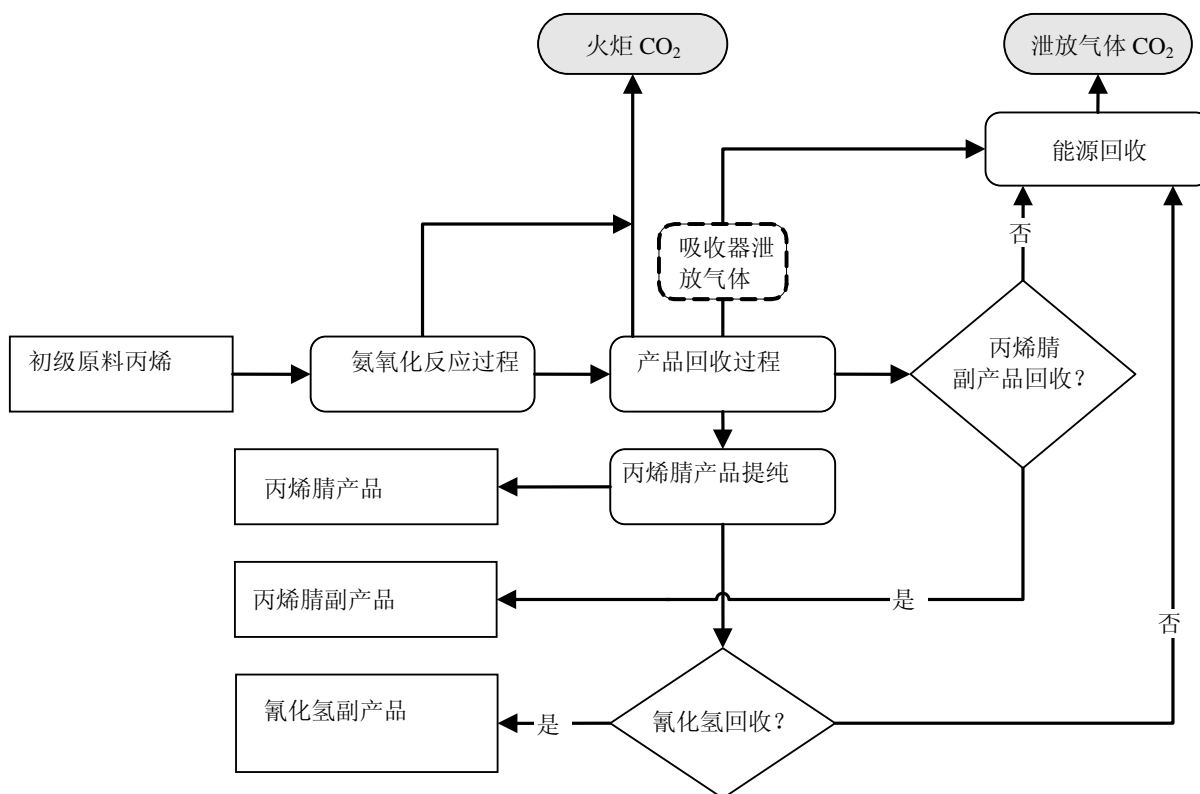 火炬 CO₂
泄放气体 CO₂
能源回收
吸收器泄
放气体
否
初级原料丙烯
氨氧化反应过程
产品回收过程
丙烯腈
副产品回收?
丙烯腈产品
丙烯腈产品提纯
丙烯腈副产品
是
否
氰化氢副产品
是
氰化氢回收?